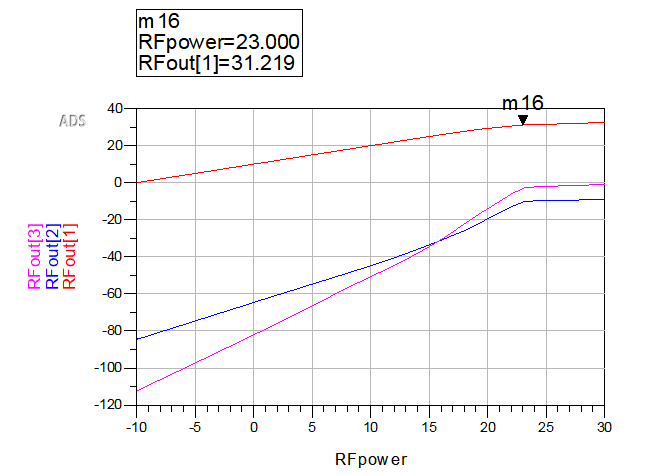 m16
RFpower=23.000
RFout[1]=31.219
m16
ADS
40
20
0
-20
-40
-60
-80
-100
-120
RFout[3]
RFout[2]
RFout[1]
-10 -5 0 5 10 15 20 25 30
RFpower